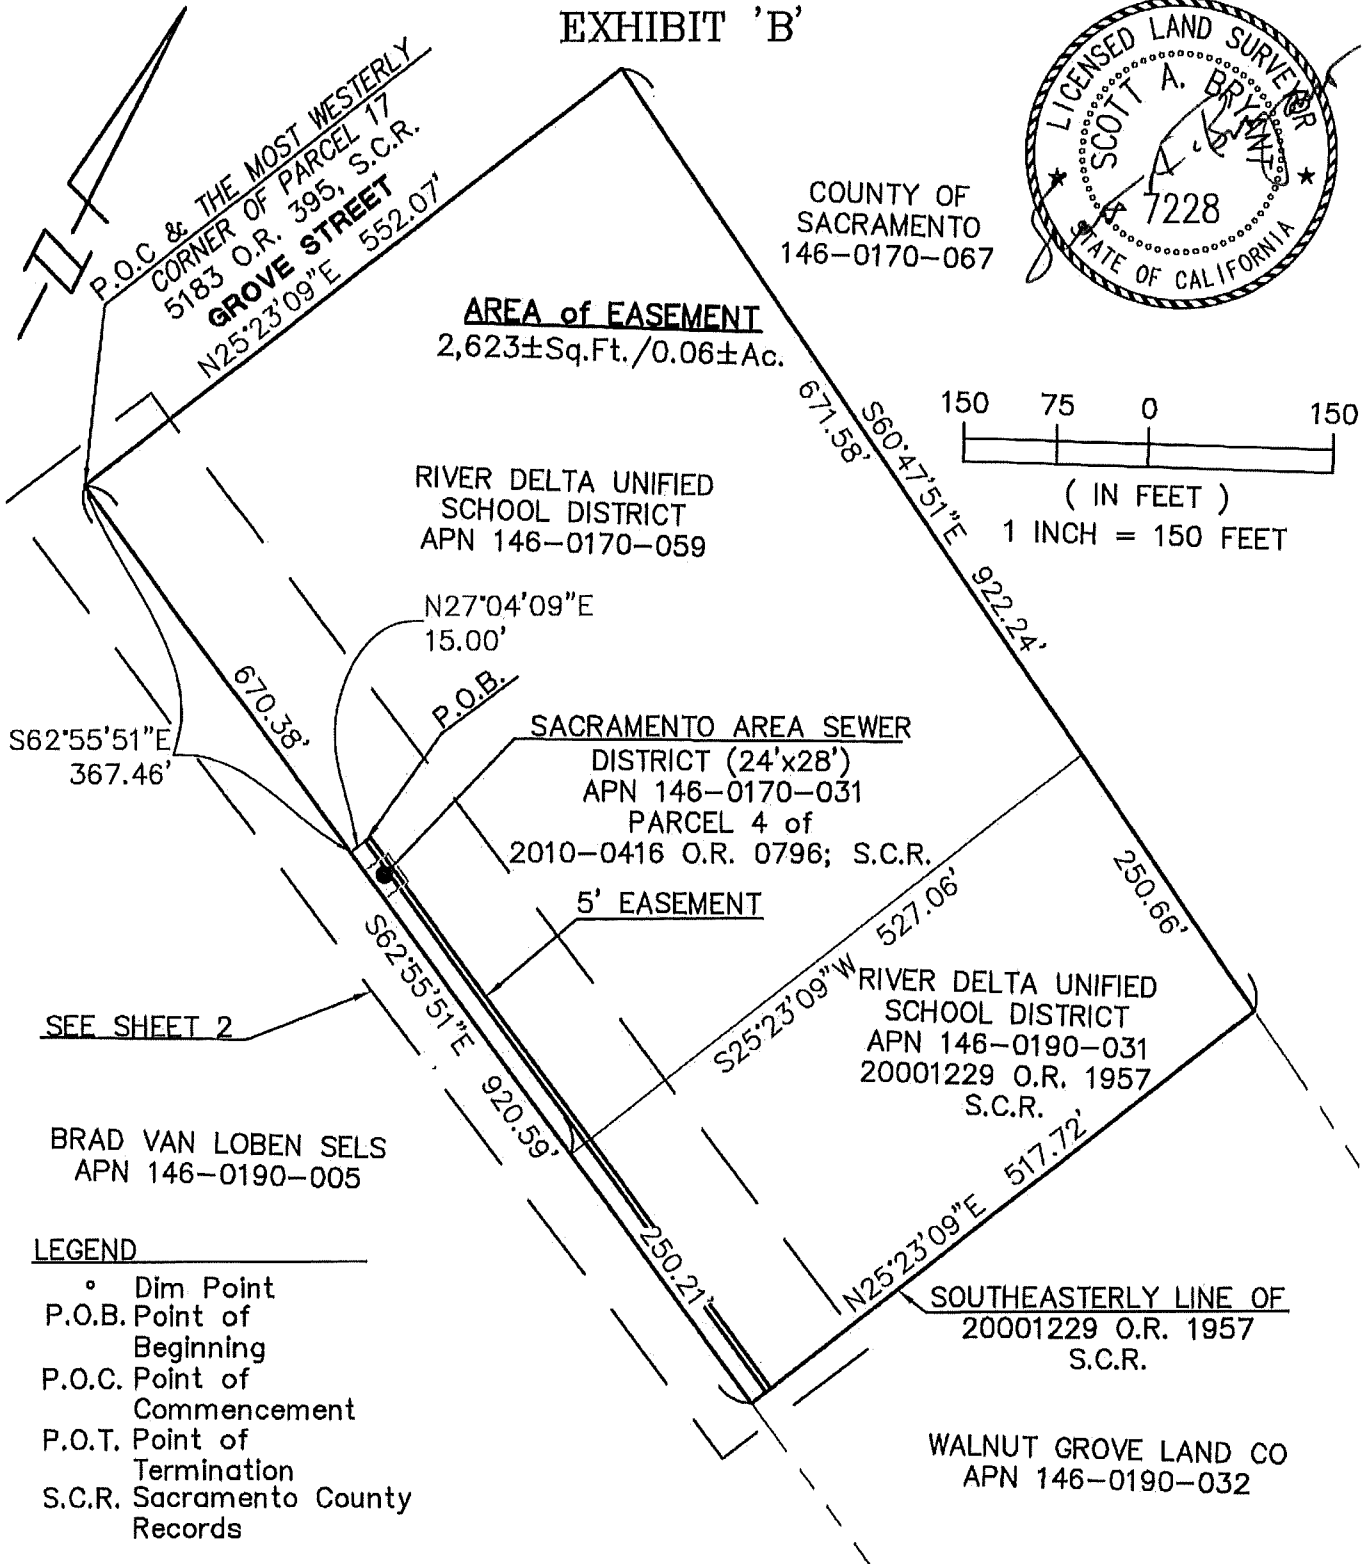 EXHIBIT 'B'
LICENSED LAND SURVEYOR
SCOTT A. BRYANT
7228
STATE OF CALIFORNIA
P.O.C. & THE MOST WESTERLY
CORNER OF PARCEL 17
5183 O.R. 395, S.C.R.
GROVE STREET
N25°23'09"E 552.07'
COUNTY OF
SACRAMENTO
146-0170-067
AREA of EASEMENT
2,623±Sq.Ft./0.06±Ac.
150 75 0 150
( IN FEET )
1 INCH = 150 FEET
671.58'
S60°47'51"E 922.24'
RIVER DELTA UNIFIED
SCHOOL DISTRICT
APN 146-0170-059
N27°04'09"E
15.00'
670.38'
P.O.B.
S62°55'51"E
367.46'
SACRAMENTO AREA SEWER
DISTRICT (24'x28')
APN 146-0170-031
PARCEL 4 of
2010-0416 O.R. 0796; S.C.R.
5' EASEMENT
250.66'
S62°55'51"E 920.59'
S25°23'09"W 527.06'
RIVER DELTA UNIFIED
SCHOOL DISTRICT
APN 146-0190-031
20001229 O.R. 1957
S.C.R.
SEE SHEET 2
BRAD VAN LOBEN SELS
APN 146-0190-005
250.21'
N25°23'09"E 517.72'
SOUTHEASTERLY LINE OF
20001229 O.R. 1957
S.C.R.
WALNUT GROVE LAND CO
APN 146-0190-032
LEGEND
° Dim Point
P.O.B. Point of
Beginning
P.O.C. Point of
Commencement
P.O.T. Point of
Termination
S.C.R. Sacramento County
Records